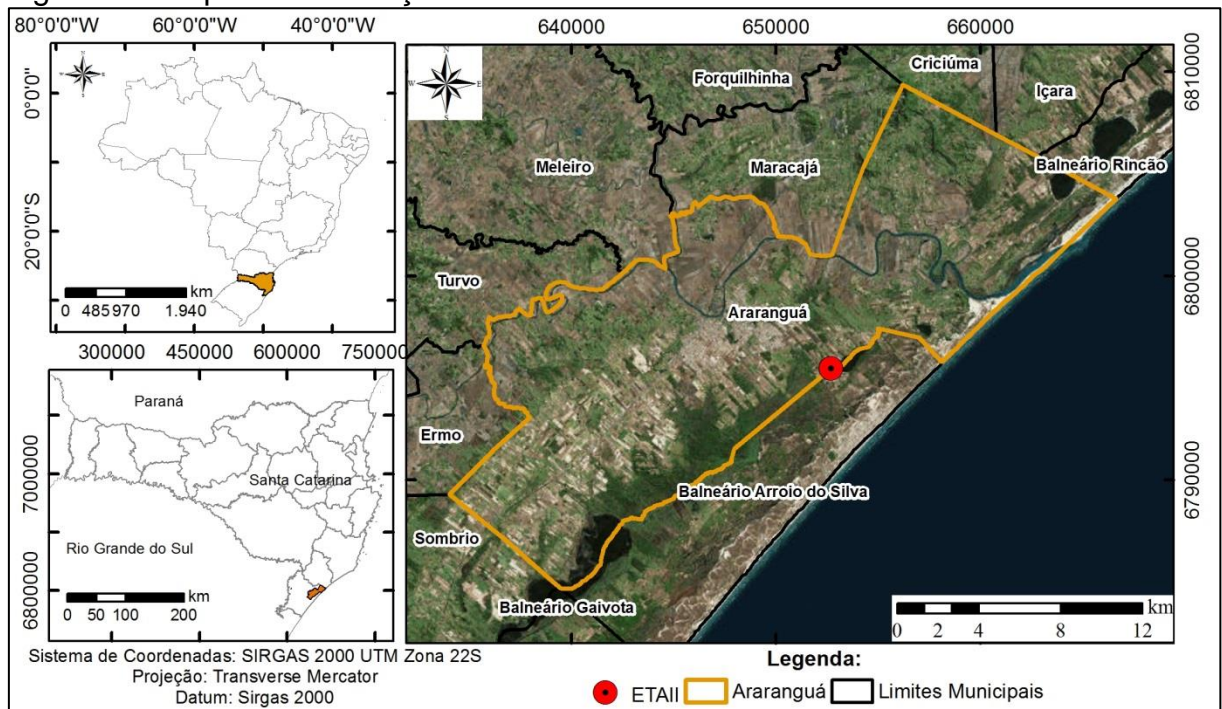 80°0'0"W 60°0'0"W 40°0'0"W
0°0'0"
20°0'0"S
km
0 485 970 1.940
300000 450000 600000 750000
Paraná
Santa Catarina
Rio Grande do Sul
7000000
6800000
km
0 50 100 200
640000 650000 660000
6810000
6800000
6790000
W E S
Criciúma
Forquilhinha
Içara
Meleiro
Maracajá
Balneário Rincão
Turvo
Araranguá
Ermo
Balneário Arroio do Silva
Sombrio
Balneário Gaivota
km
0 2 4 8 12
Sistema de Coordenadas: SIRGAS 2000 UTM Zona 22S
Projeção: Transverse Mercator
Datum: Sirgas 2000
Legenda:
ETAII Araranguá Limites Municipais